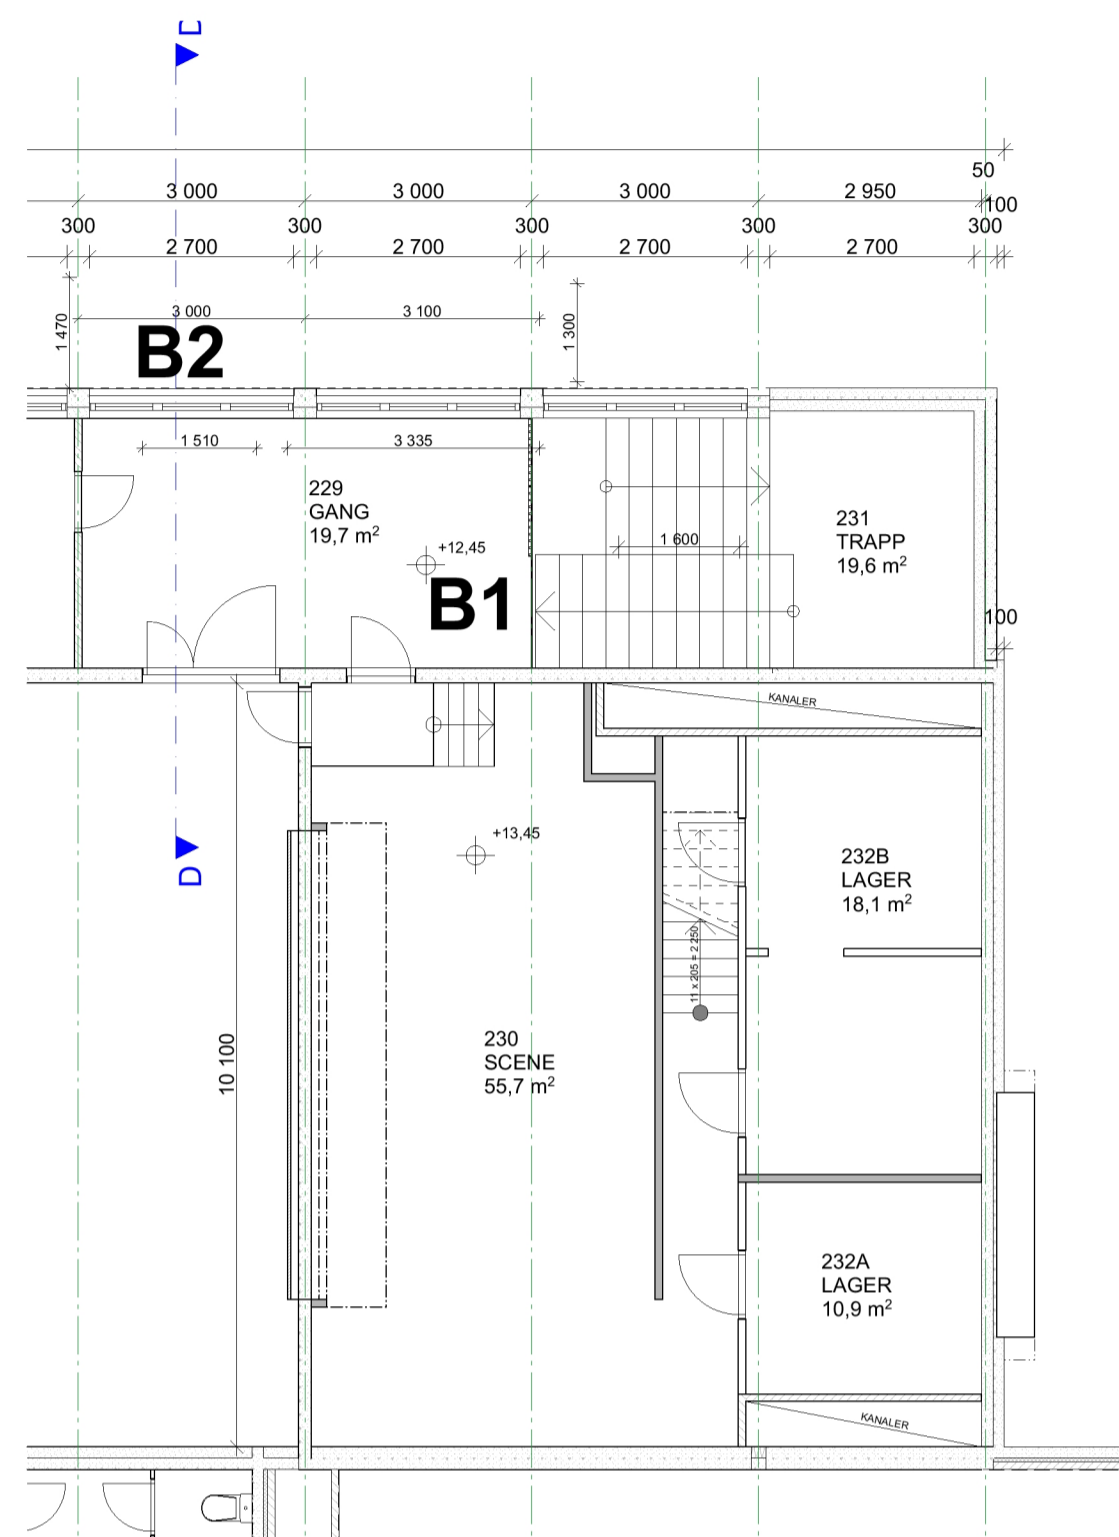 D
50
3 000
3 000
3 000
2 950
100
300
300
300
300
300
2 700
2 700
2 700
2 700
3 000
3 100
1 470
1 300
B2
1 510
3 335
229
GANG
19,7 m²
+12,45
B1
1 600
231
TRAPP
19,6 m²
100
KANALER
+13,45
D
232B
LAGER
18,1 m²
11 x 205 = 2 250
10 100
230
SCENE
55,7 m²
232A
LAGER
10,9 m²
KANALER